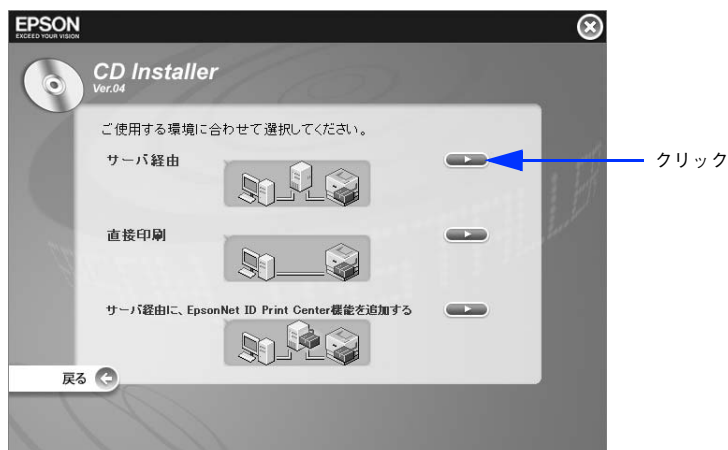 EPSON
EXCEED YOUR VISION
CD Installer
Ver.04
ご使用する環境に合わせて選択してください。
サーバ経由
クリック
直接印刷
サーバ経由に、EpsonNet ID Print Center機能を追加する
戻る